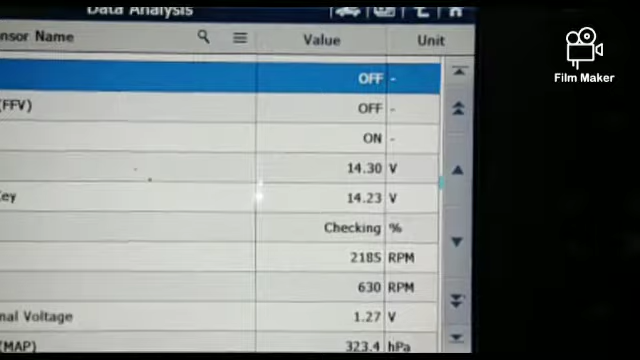 Data Analysis
nsor Name Value Unit
OFF -
(FFV) OFF -
ON -
14.30 V
Key 14.23 V
Checking %
2185 RPM
630 RPM
nal Voltage 1.27 V
(MAP) 323.4 hPa
Film Maker